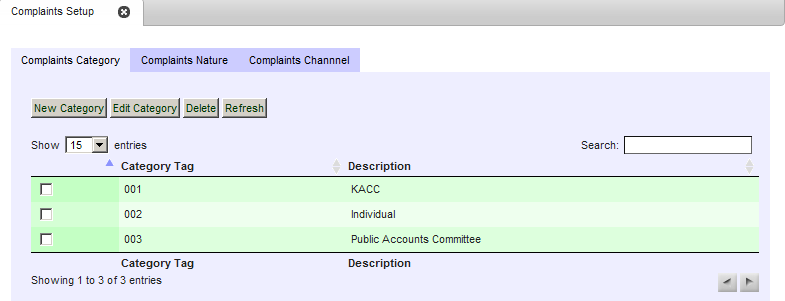 Complaints Setup
Complaints Category Complaints Nature Complaints Channnel
New Category Edit Category Delete Refresh
Show 15 entries Search:
Category Tag Description
001 KACC
002 Individual
003 Public Accounts Committee
Category Tag Description
Showing 1 to 3 of 3 entries